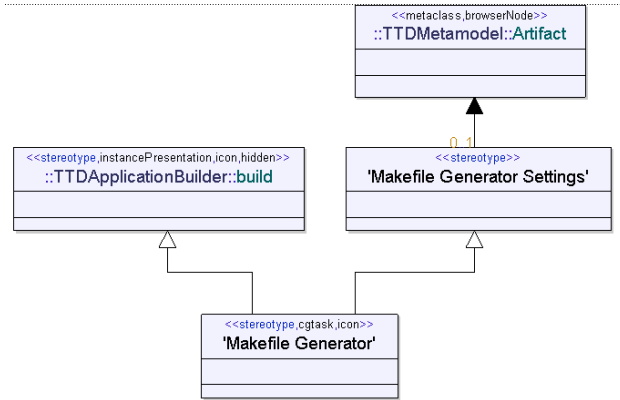 <<metaclass,browserNode>>
::TTDMetamodel::Artifact
0..1
<<stereotype,instancePresentation,icon,hidden>>
::TTDApplicationBuilder::build
<<stereotype>>
'Makefile Generator Settings'
<<stereotype,cgtask,icon>>
'Makefile Generator'